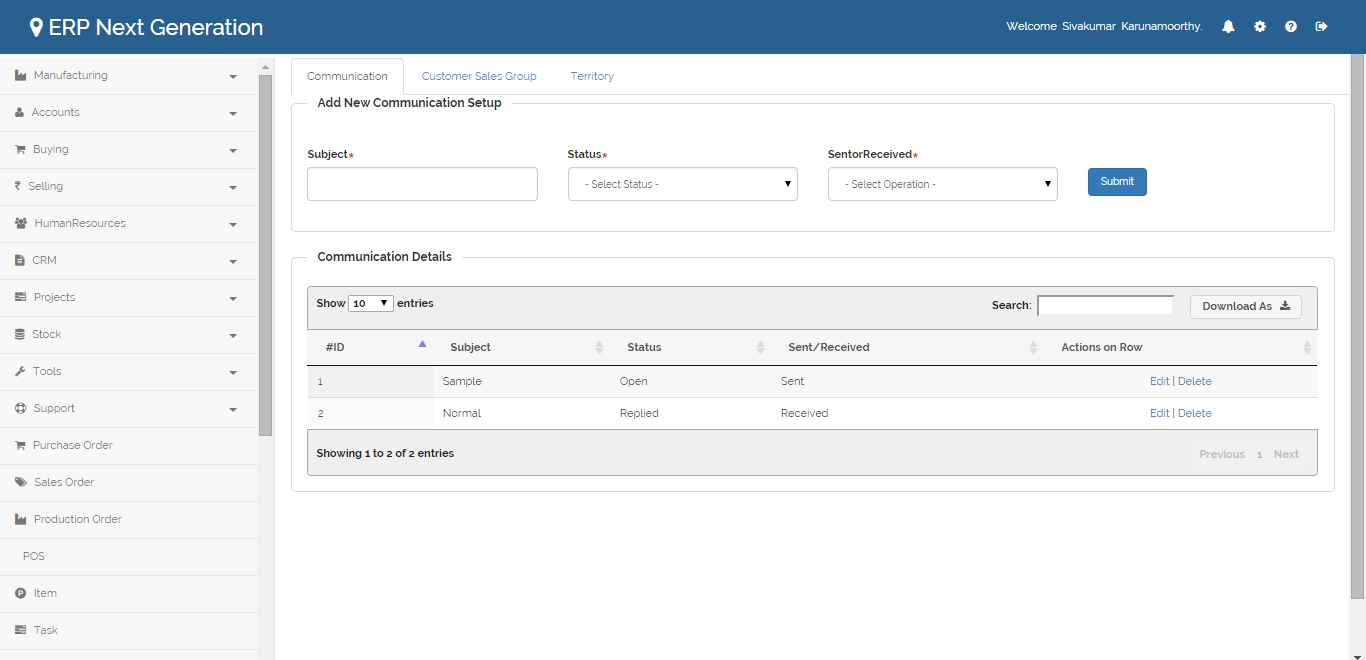 ERP Next Generation
Welcome Sivakumar Karunamoorthy.
Manufacturing
Accounts
Buying
Selling
HumanResources
CRM
Projects
Stock
Tools
Support
Purchase Order
Sales Order
Production Order
POS
Item
Task
Communication Customer Sales Group Territory
Add New Communication Setup
Subject* Status* SentorReceived*
- Select Status - - Select Operation - Submit
Communication Details
Show 10 entries Search: Download As
#ID Subject Status Sent/Received Actions on Row
1 Sample Open Sent Edit | Delete
2 Normal Replied Received Edit | Delete
Showing 1 to 2 of 2 entries Previous 1 Next